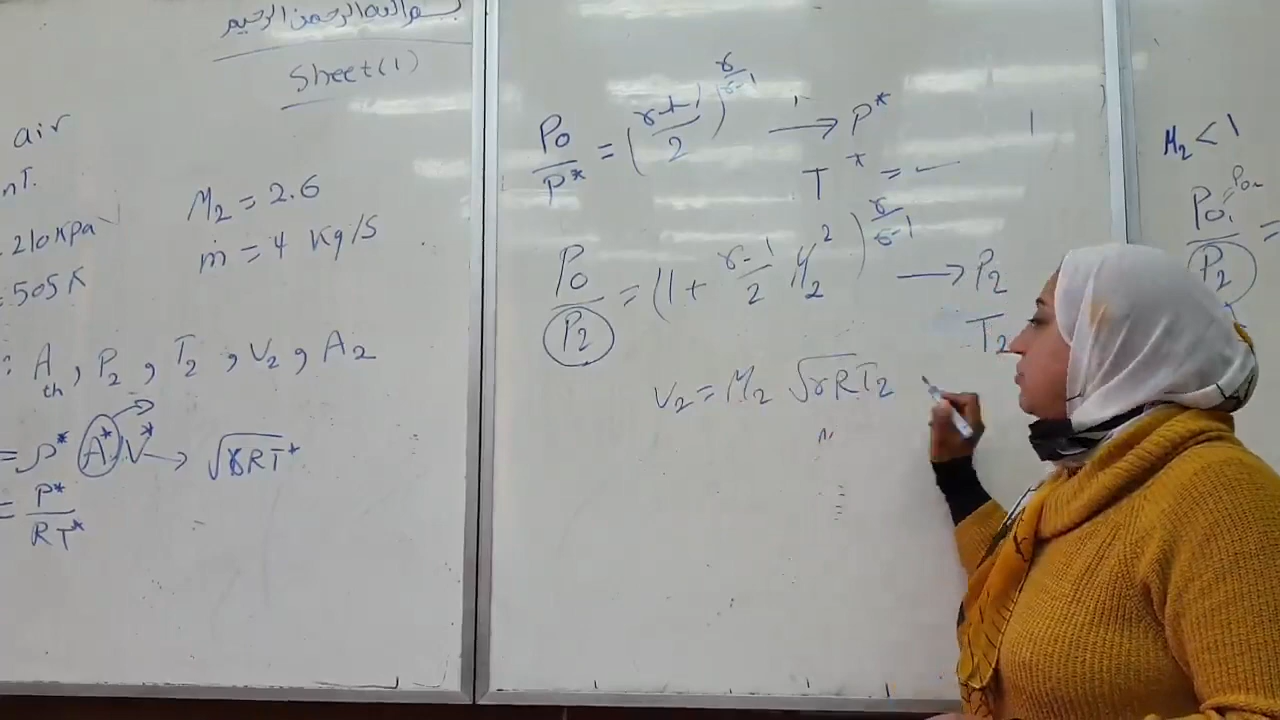 بسم الله الرحمن الرحيم
Sheet(1)
air
nT.
210 KPa
= 505 K
M₂ = 2.6
ṁ = 4 Kg/s
: A_th , P₂ , T₂ , V₂ , A₂
= ρ* A* V* → √γRT*
= P*/RT*
P₀/P* = (γ+1/2)^(γ/γ-1) → P*
T* = ✓
P₀/P₂ = (1 + γ-1/2 M₂²)^(γ/γ-1) → P₂
T₂
V₂ = M₂ √γRT₂
M₂ < 1
P₀₁/P₂ =